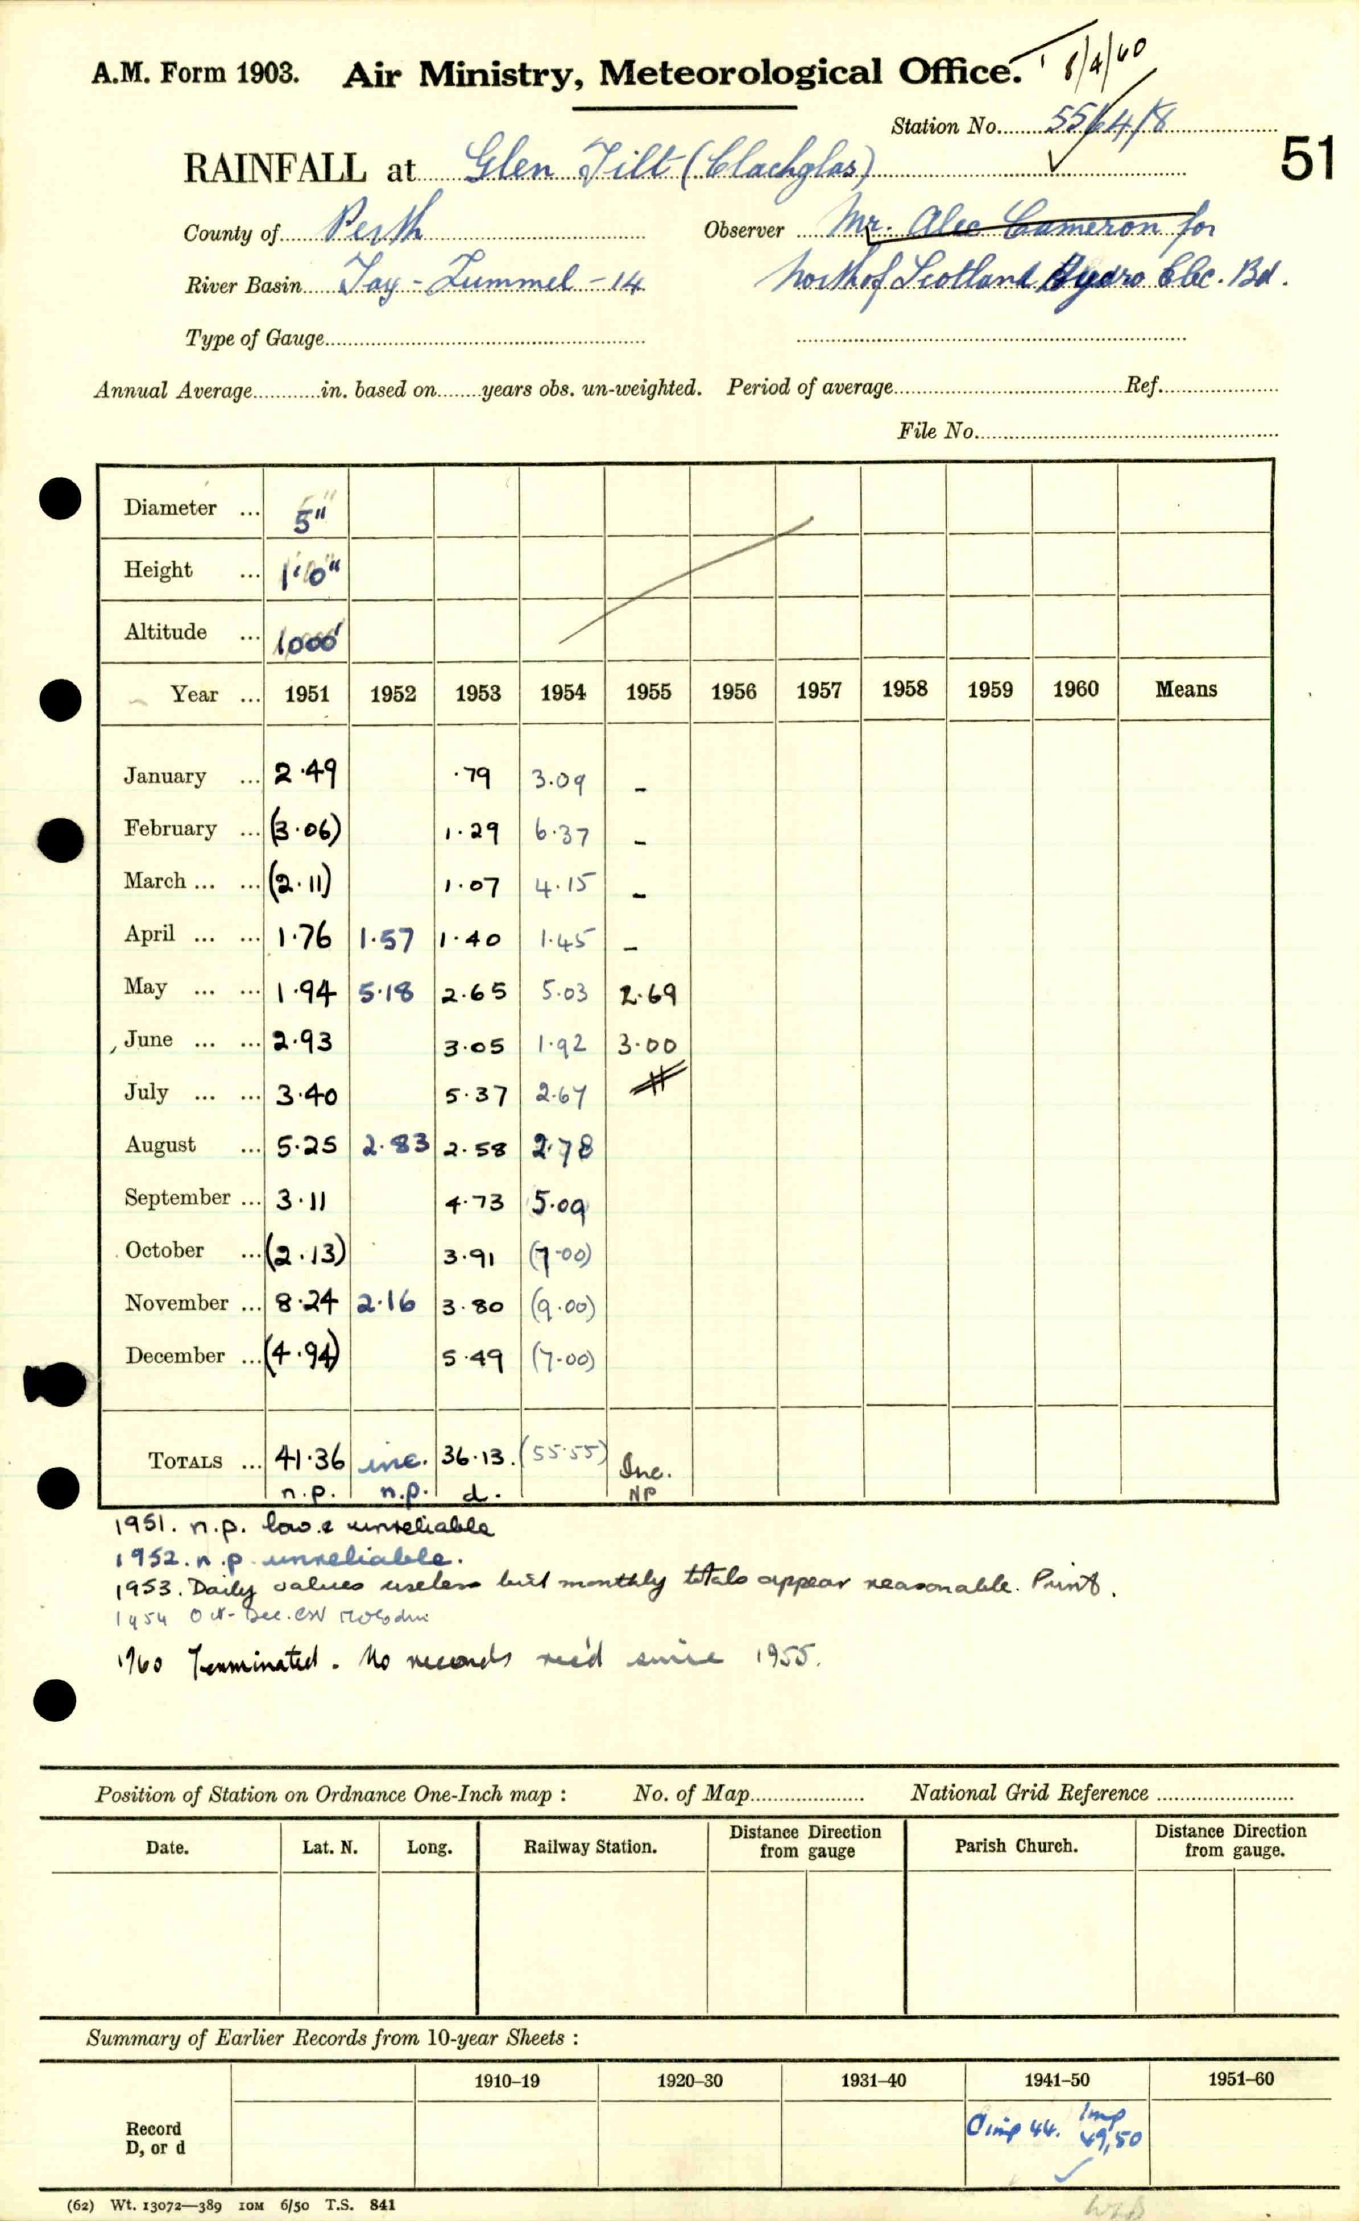 A.M. Form 1903. Air Ministry, Meteorological Office. 8/4/60
Station No. 5564/8
51
RAINFALL at Glen Tilt (Clachglas)
County of Perth Observer Mr. Alec Cameron for
River Basin Tay - Tummel - 14 North of Scotland Hydro Elec. Bd.
Type of Gauge
Annual Average in. based on years obs. un-weighted. Period of average Ref.
File No.
Diameter ... 5"
Height ... 1'0"
Altitude ... 1000'
Year ... 1951 1952 1953 1954 1955 1956 1957 1958 1959 1960 Means
January ... 2.49 .79 3.09 -
February ... (3.06) 1.29 6.37 -
March ... ... (2.11) 1.07 4.15 -
April ... ... 1.76 1.57 1.40 1.45 -
May ... ... 1.94 5.18 2.65 5.03 2.69
June ... ... 2.93 3.05 1.92 3.00
July ... ... 3.40 5.37 2.67
August ... 5.25 2.83 2.58 2.78
September ... 3.11 4.73 5.09
October ... (2.13) 3.91 (7.00)
November ... 8.24 2.16 3.80 (9.00)
December ... (4.94) 5.49 (7.00)
TOTALS ... 41.36 inc. 36.13. (55.55) Inc.
n.p. n.p. d. NP
1951. n.p. low & unreliable
1952. n.p. unreliable.
1953. Daily values useless but monthly totals appear reasonable. Print.
1954 Oct-Dec. est
1960 Terminated. No records rec'd since 1955.
Position of Station on Ordnance One-Inch map : No. of Map National Grid Reference
Date. Lat. N. Long. Railway Station. Distance Direction from gauge Parish Church. Distance Direction from gauge.
Summary of Earlier Records from 10-year Sheets :
1910-19 1920-30 1931-40 1941-50 1951-60
Record
D, or d
imp 44. Imp 49,50
(62) Wt. 13072—389 10M 6/50 T.S. 841